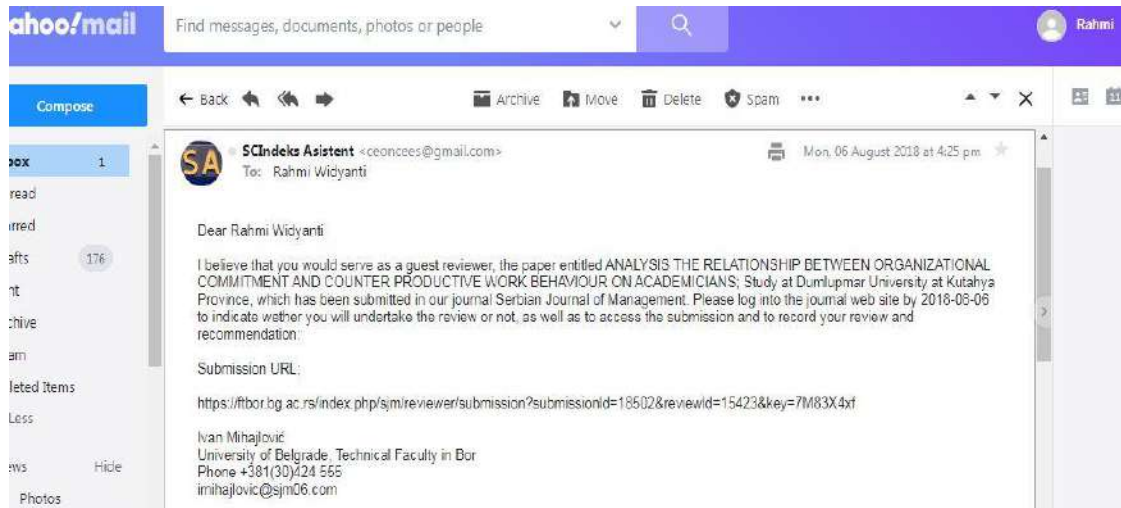 ahoo!mail
Find messages, documents, photos or people
Rahmi
Compose
← Back
Archive Move Delete Spam •••
box 1
read
rred
afts 176
nt
chive
am
leted Items
Less
ews Hide
Photos
SA
SCIndeks Asistent <ceoncees@gmail.com>
Mon, 06 August 2018 at 4:25 pm
To: Rahmi Widyanti
Dear Rahmi Widyanti
I believe that you would serve as a guest reviewer, the paper entitled ANALYSIS THE RELATIONSHIP BETWEEN ORGANIZATIONAL
COMMITMENT AND COUNTER PRODUCTIVE WORK BEHAVIOUR ON ACADEMICIANS; Study at Dumlupmar University at Kutahya
Province, which has been submitted in our journal Serbian Journal of Management. Please log into the journal web site by 2018-08-06
to indicate wether you will undertake the review or not, as well as to access the submission and to record your review and
recommendation:
Submission URL:
https://ftbor.bg.ac.rs/index.php/sjm/reviewer/submission?submissionId=18502&reviewId=15423&key=7M83X4xf
Ivan Mihajlović
University of Belgrade, Technical Faculty in Bor
Phone +381(30)424 555
imihajlovic@sjm06.com